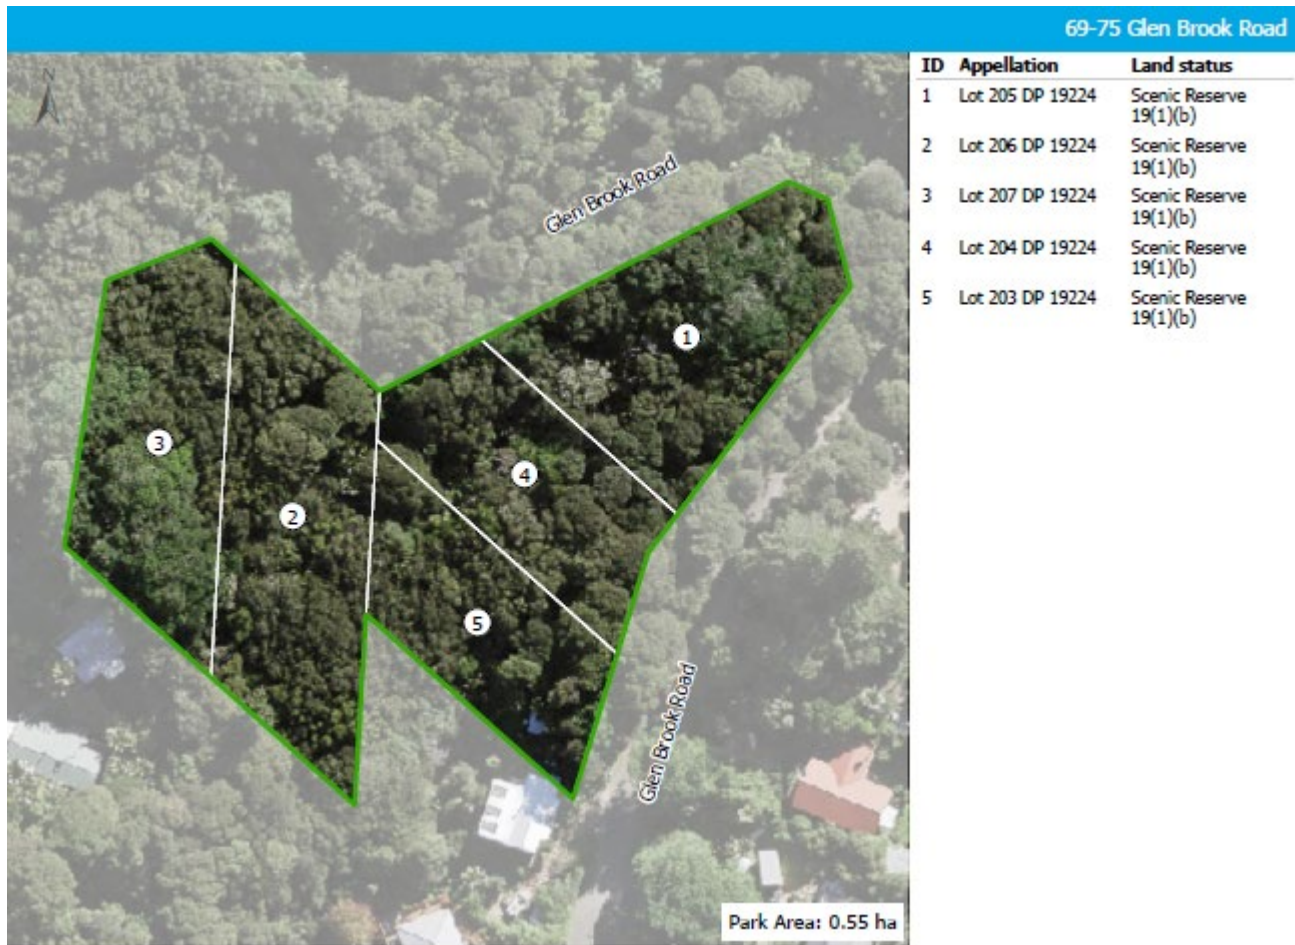 69-75 Glen Brook Road
N
ID Appellation Land status
1 Lot 205 DP 19224 Scenic Reserve
19(1)(b)
2 Lot 206 DP 19224 Scenic Reserve
19(1)(b)
3 Lot 207 DP 19224 Scenic Reserve
19(1)(b)
4 Lot 204 DP 19224 Scenic Reserve
19(1)(b)
5 Lot 203 DP 19224 Scenic Reserve
19(1)(b)
Glen Brook Road
1
3
4
2
5
Glen Brook Road
Park Area: 0.55 ha